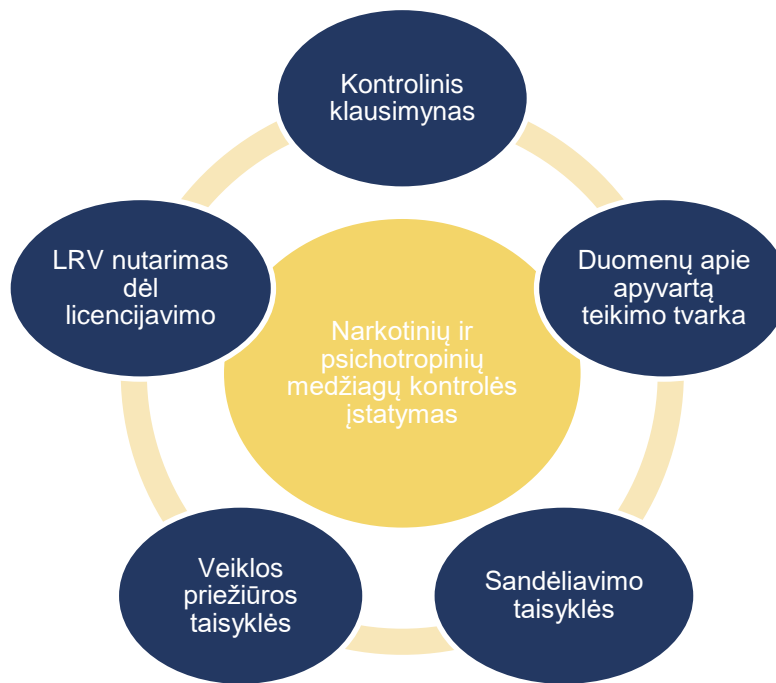 Kontrolinis
klausimynas
LRV nutarimas
dėl
licencijavimo
Duomenų apie
apyvartą
teikimo tvarka
Narkotinių ir
psichotropinių
medžiagų kontrolės
įstatymas
Veiklos
priežiūros
taisyklės
Sandėliavimo
taisyklės